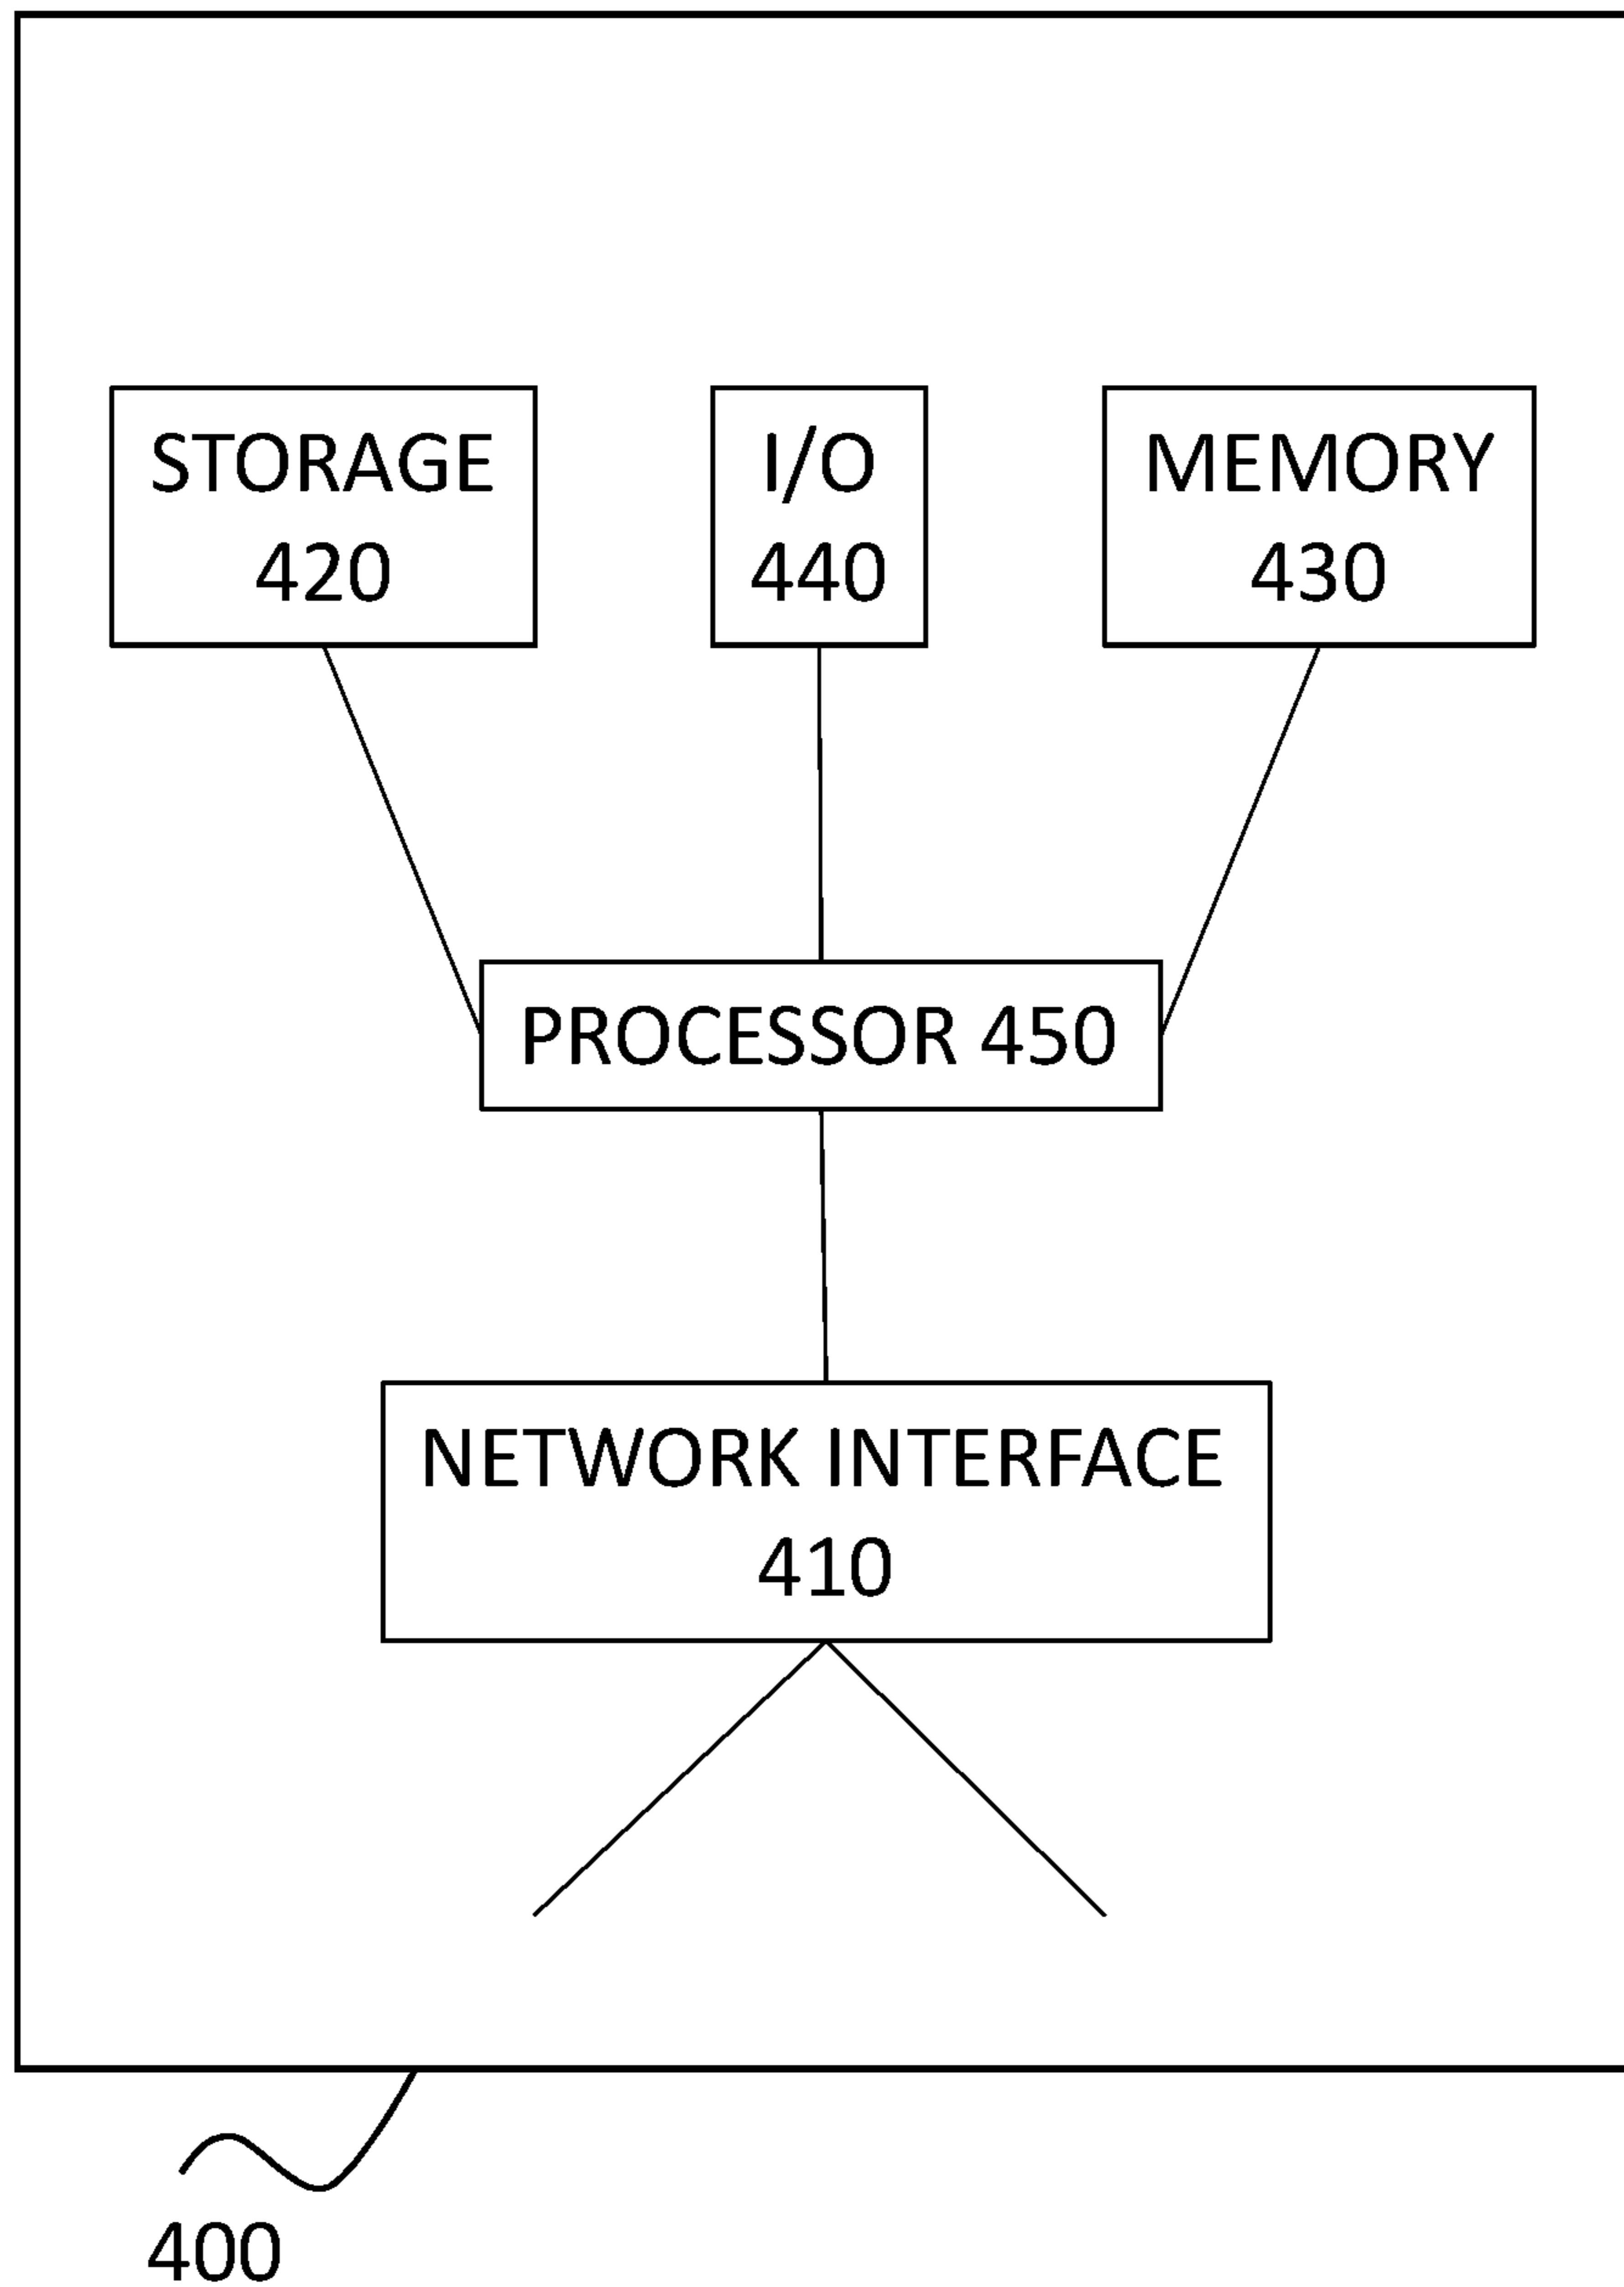 STORAGE
420
I/O
440
MEMORY
430
PROCESSOR 450
NETWORK INTERFACE
410
400